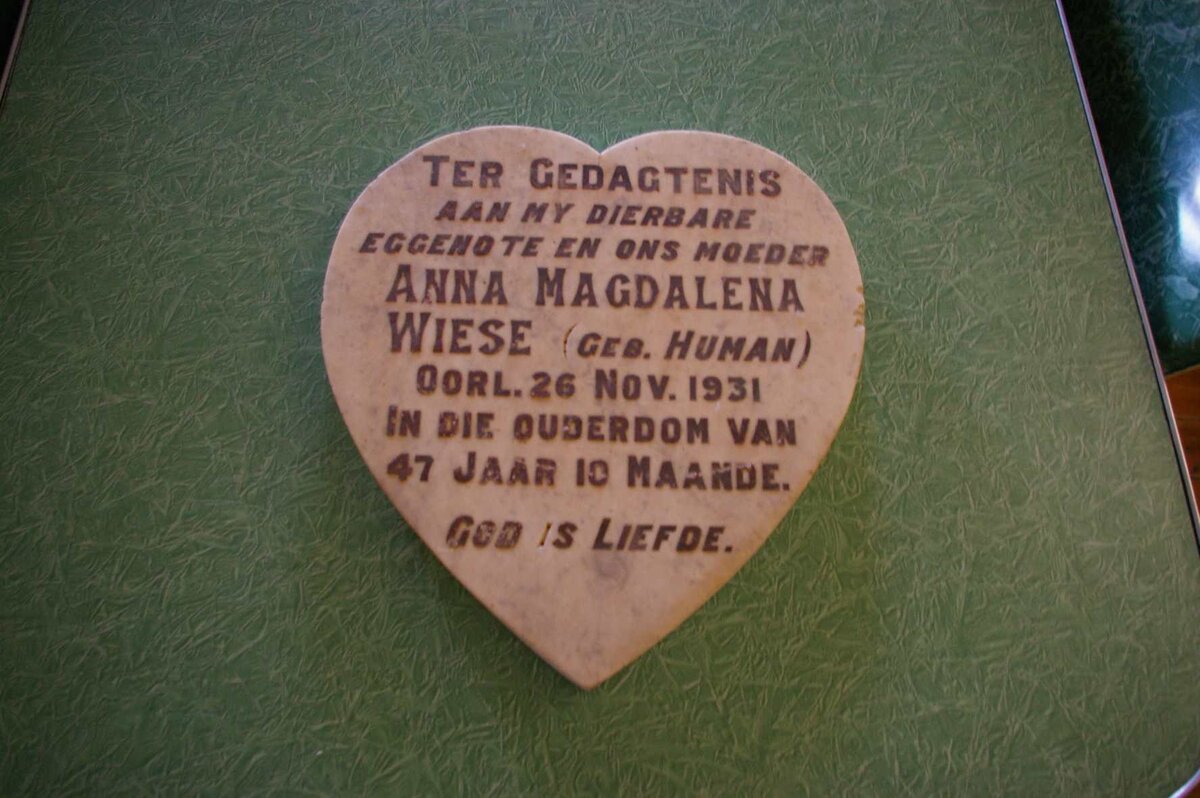 TER GEDAGTENIS
AAN MY DIERBARE
EGGENOTE EN ONS MOEDER
ANNA MAGDALENA
WIESE (GEB. HUMAN)
OORL. 26 NOV. 1931
IN DIE OUDERDOM VAN
47 JAAR 10 MAANDE.
GOD IS LIEFDE.